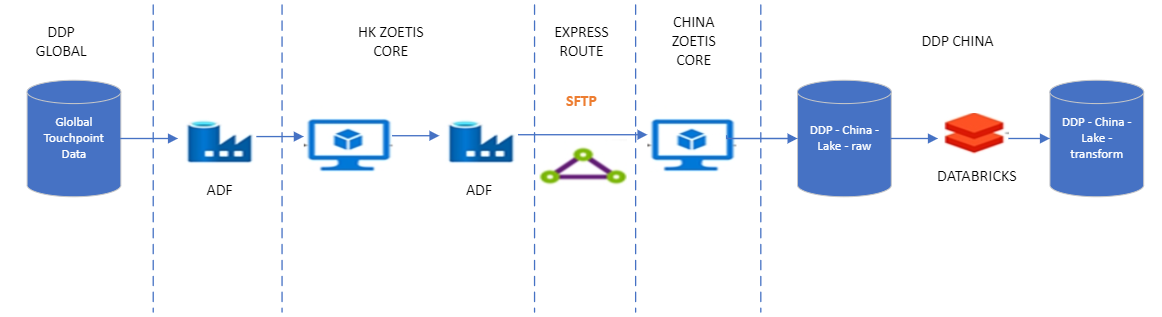 DDP
GLOBAL
HK ZOETIS
CORE
EXPRESS
ROUTE
CHINA
ZOETIS
CORE
DDP CHINA
SFTP
GloLbal
Touchpoint
Data
ADF
ADF
DDP - China -
Lake - raw
DATABRICKS
DDP - China -
Lake -
transform